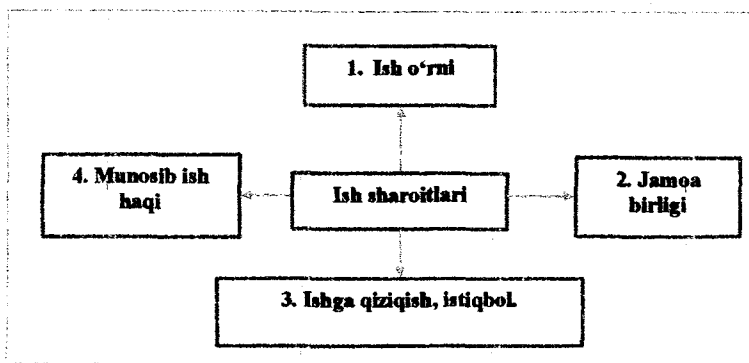 1. Ish o‘rni
4. Munosib ish
haqi
Ish sharoitlari
2. Jamoa
birligi
3. Ishga qiziqish, istiqbol.